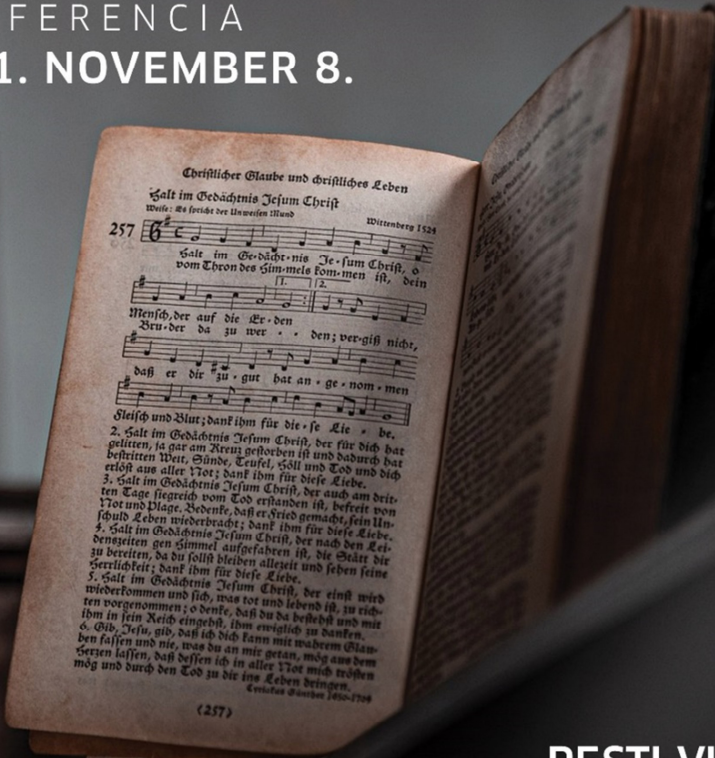 FERENCIA
1. NOVEMBER 8.
Christlicher Glaube und christliches Leben
Halt im Gedächtnis Jesum Christ
Weise: Es spricht der Unweisen Mund
Wittenberg 1524
257
Halt im Ge-dächt-nis Je-sum Christ, o
vom Thron des Him-mels kom-men ist, dein
1. 2.
Mensch, der auf die Er-den
Bru-der da zu wer - - den; ver-giß nicht,
daß er dir zu-gut hat an-ge-nom-men
Fleisch und Blut; dank ihm für die-se Lie - be.
2. Halt im Gedächtnis Jesum Christ, der für dich hat
gelitten, ja gar am Kreuz gestorben ist und dadurch hat
bestritten Welt, Sünde, Teufel, Höll und Tod und dich
erlöst aus aller Not; dank ihm für diese Liebe.
3. Halt im Gedächtnis Jesum Christ, der auch am drit-
ten Tage siegreich vom Tod erstanden ist, befreit von
Not und Plage. Bedenke, daß er Fried gemacht, sein Un-
schuld Leben wiederbracht; dank ihm für diese Liebe.
4. Halt im Gedächtnis Jesum Christ, der nach den Lei-
denszeiten gen Himmel aufgefahren ist, die Stätt dir
zu bereiten, da du sollst bleiben allezeit und sehen seine
Herrlichkeit; dank ihm für diese Liebe.
5. Halt im Gedächtnis Jesum Christ, der einst wird
wiederkommen und sich, was tot und lebend ist, zu rich-
ten vorgenommen; o denke, daß du da bestehst und mit
ihm in sein Reich eingehst, ihm ewiglich zu danken.
6. Gib, Jesu, gib, daß ich dich kann mit wahrem Glau-
ben fassen und nie, was du an mir getan, mög aus dem
Herzen lassen, daß dessen ich in aller Not mich trösten
mög und durch den Tod zu dir ins Leben dringen.
Cyriakus Günther 1650-1704
(257)
PESTI VI